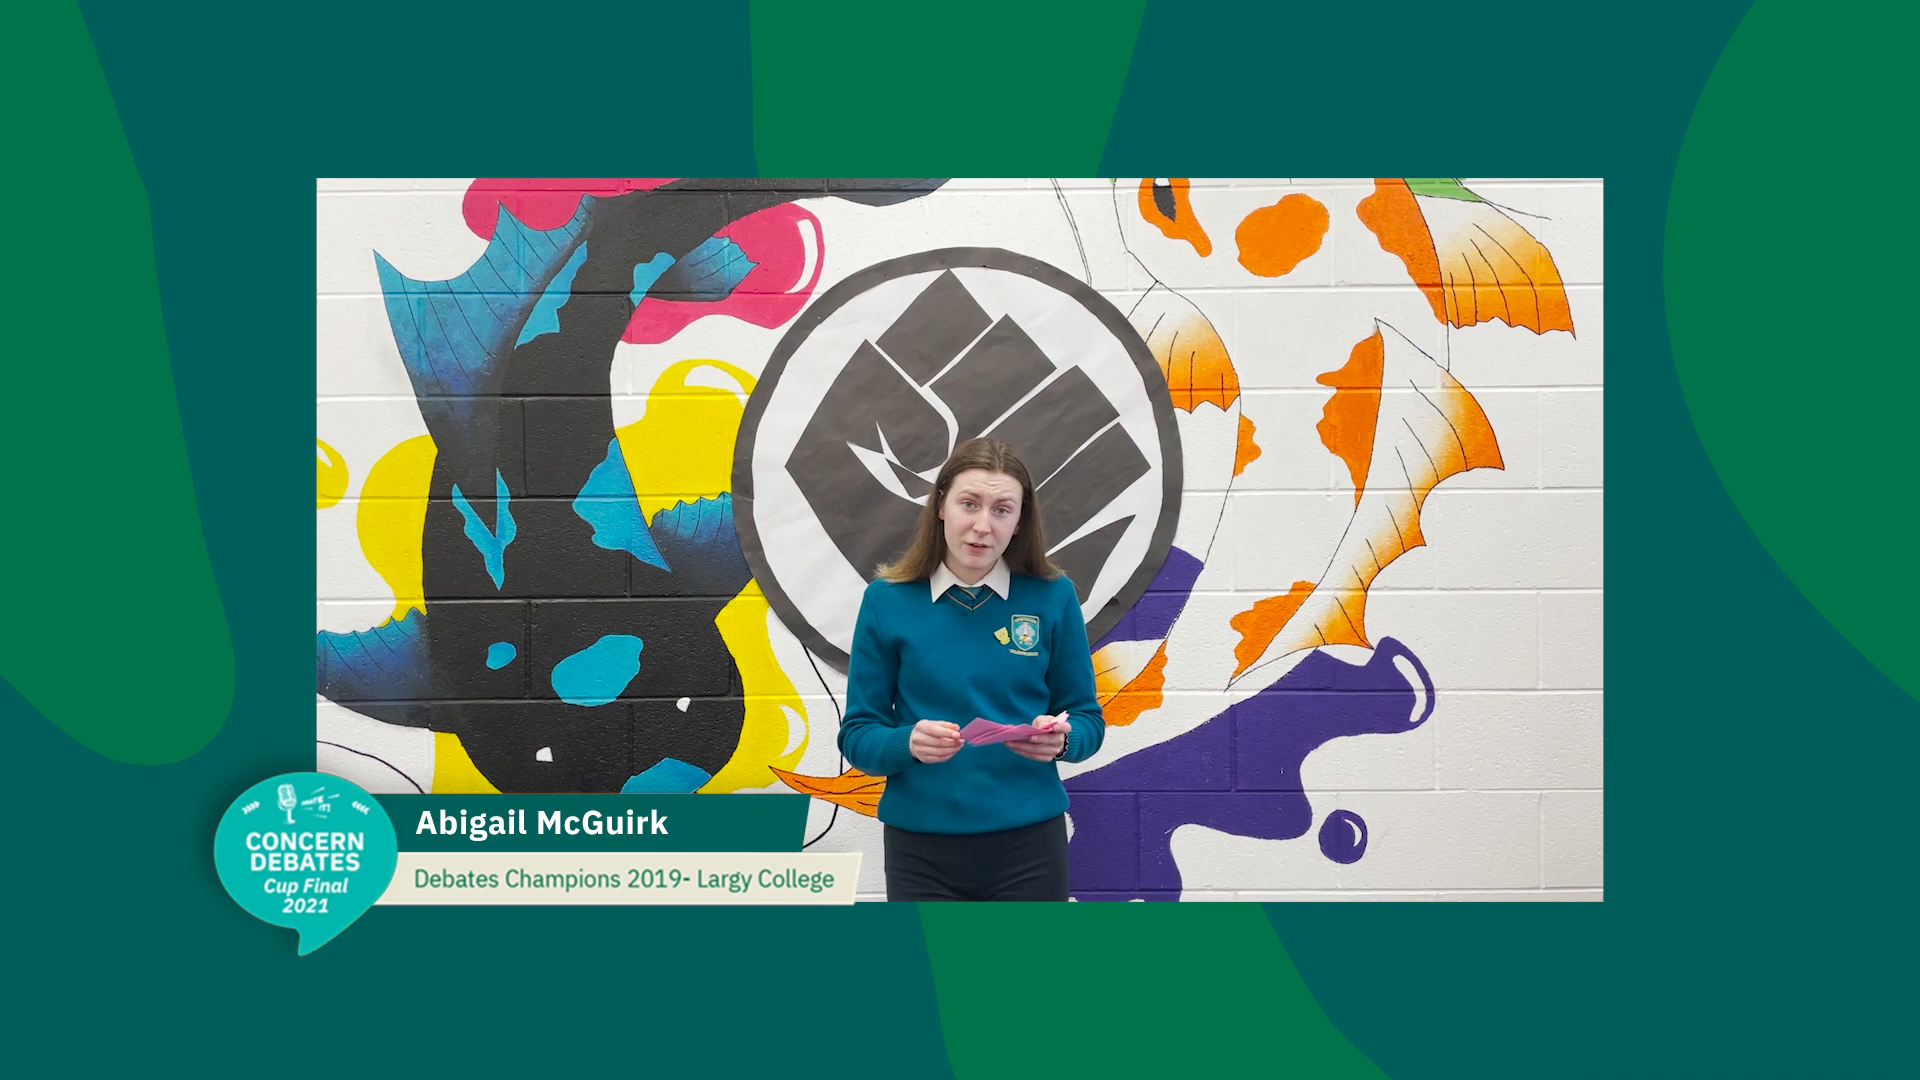 Abigail McGuirk
Debates Champions 2019- Largy College
CONCERN
DEBATES
Cup Final
2021